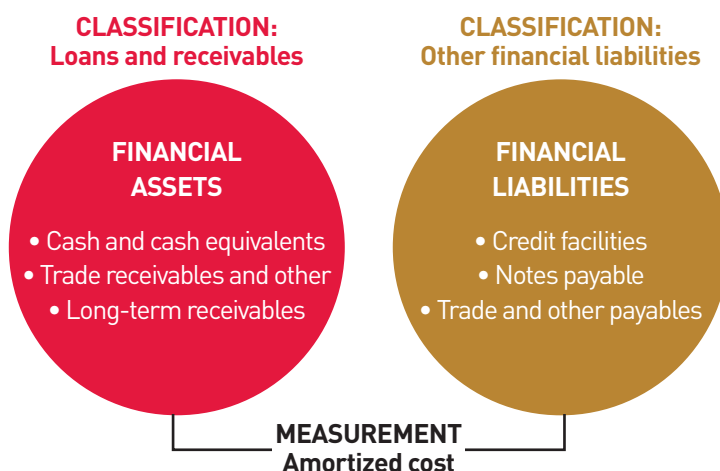 CLASSIFICATION:
Loans and receivables
FINANCIAL
ASSETS
• Cash and cash equivalents
• Trade receivables and other
• Long-term receivables
CLASSIFICATION:
Other financial liabilities
FINANCIAL
LIABILITIES
• Credit facilities
• Notes payable
• Trade and other payables
MEASUREMENT
Amortized cost